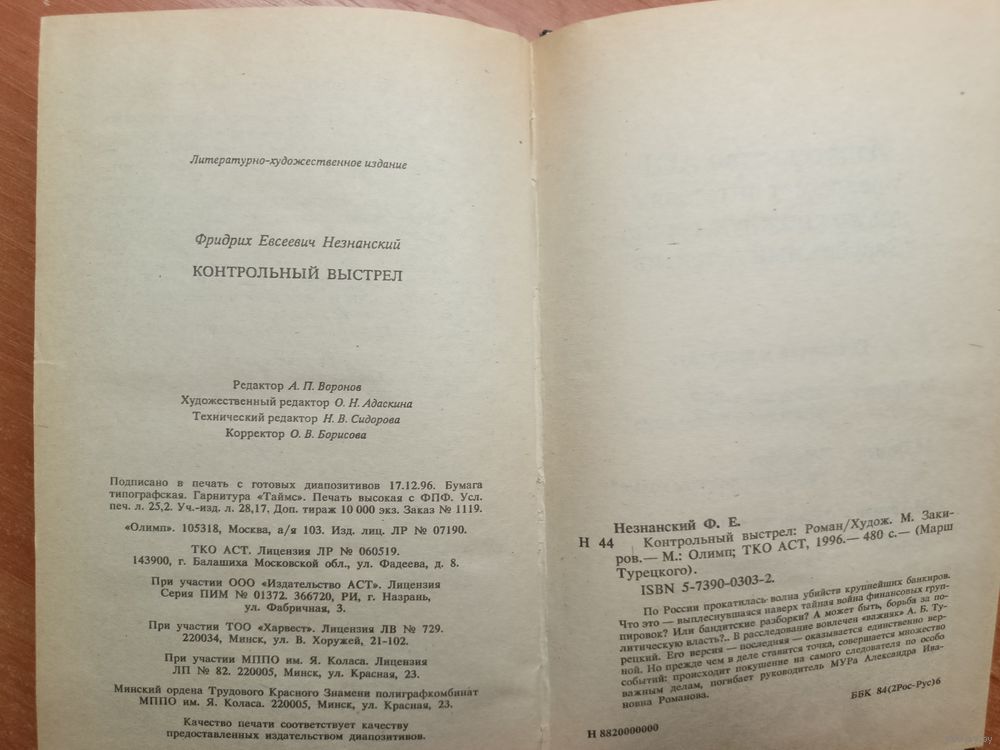 Литературно-художественное издание
Фридрих Евсеевич Незнанский
КОНТРОЛЬНЫЙ ВЫСТРЕЛ
Редактор А. П. Воронов
Художественный редактор О. Н. Адаскина
Технический редактор Н. В. Сидорова
Корректор О. В. Борисова
Подписано в печать с готовых диапозитивов 17.12.96. Бумага
типографская. Гарнитура «Таймс». Печать высокая с ФПФ. Усл.
печ. л. 25,2. Уч.-изд. л. 28,17. Доп. тираж 10 000 экз. Заказ № 1119.
«Олимп». 105318, Москва, а/я 103. Изд. лиц. ЛР № 07190.
ТКО АСТ. Лицензия ЛР № 060519.
143900, г. Балашиха Московской обл., ул. Фадеева, д. 8.
При участии ООО «Издательство АСТ». Лицензия
Серия ПИМ № 01372. 366720, РИ, г. Назрань,
ул. Фабричная, 3.
При участии ТОО «Харвест». Лицензия ЛВ № 729.
220034, Минск, ул. В. Хоружей, 21-102.
При участии МППО им. Я. Коласа. Лицензия
ЛП № 82. 220005, Минск, ул. Красная, 23.
Минский ордена Трудового Красного Знамени полиграфкомбинат
МППО им. Я. Коласа. 220005, Минск, ул. Красная, 23.
Качество печати соответствует качеству
предоставленных издательством диапозитивов.
Незнанский Ф. Е.
Н 44 Контрольный выстрел: Роман/Худож. М. Заки-
ров.— М.: Олимп; ТКО АСТ, 1996.— 480 с.— (Марш
Турецкого).
ISBN 5-7390-0303-2.
По России прокатилась волна убийств крупнейших банкиров.
Что это — выплеснувшаяся наверх тайная война финансовых груп-
пировок? Или бандитские разборки? А может быть, борьба за по-
литическую власть?.. В расследование вовлечен «важняк» А. Б. Ту-
рецкий. Его версия — последняя — оказывается единственно вер-
ной. Но прежде чем в деле ставится точка, совершается множество
событий: происходит покушение на самого следователя по особо
важным делам, погибает руководитель МУРа Александра Ива-
новна Романова.
ББК 84(2Рос-Рус)6
Н 8820000000